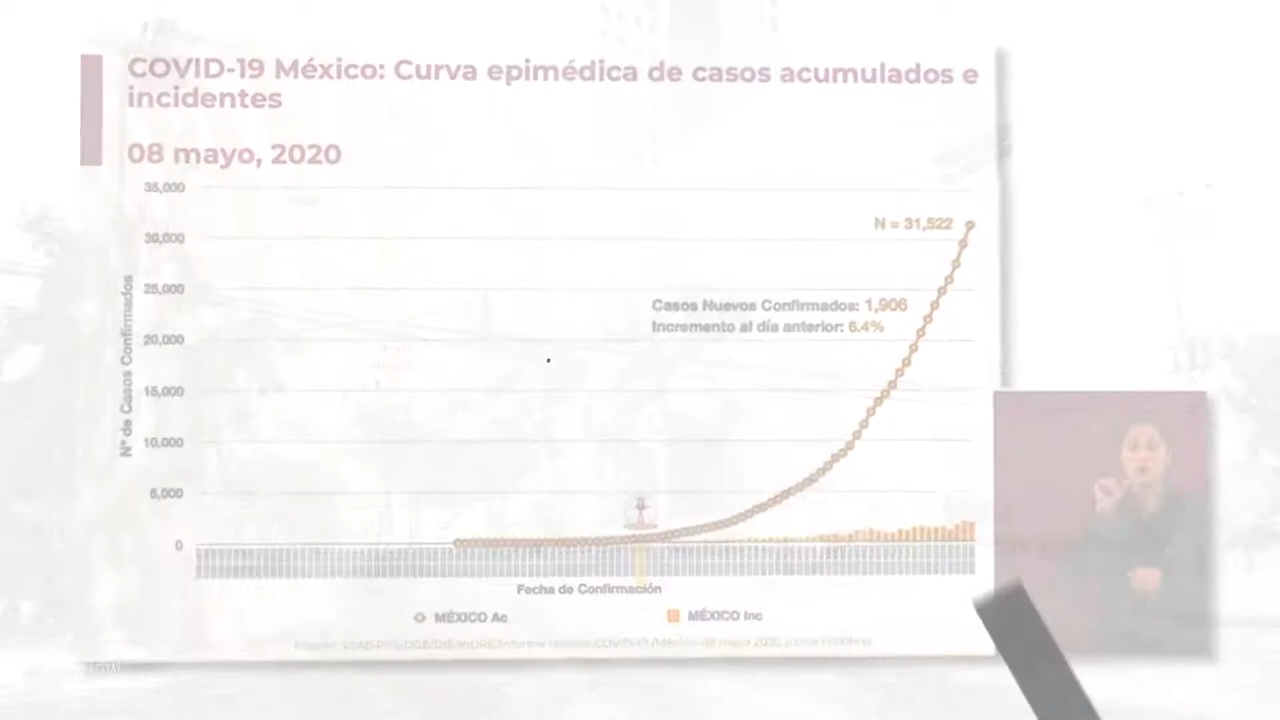 COVID-19 México: Curva epimédica de casos acumulados e
incidentes
08 mayo, 2020
35,000
N = 31,522
30,000
25,000
Casos Nuevos Confirmados: 1,906
Incremento al día anterior: 6.4%
20,000
15,000
10,000
5,000
0
N° de Casos Confirmados
Fecha de Confirmación
MÉXICO Ac
MÉXICO Inc